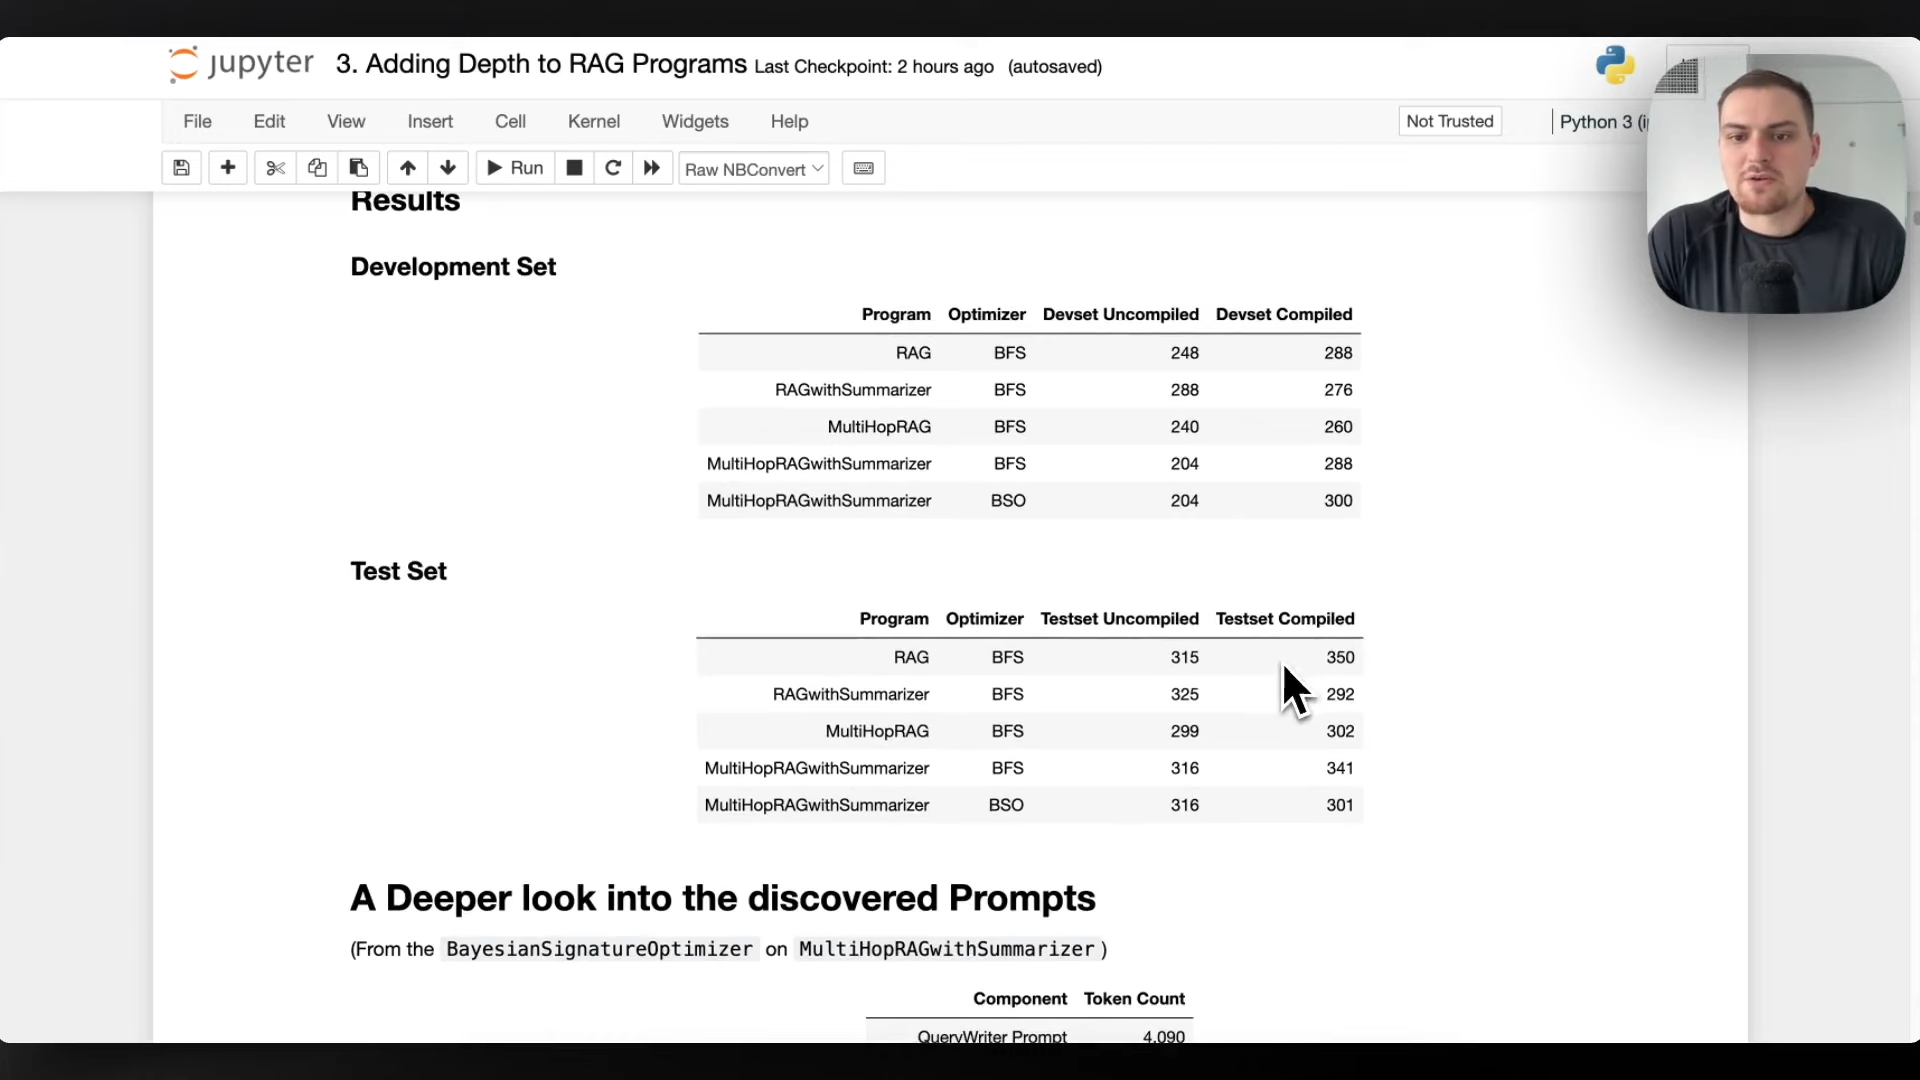 jupyter 3. Adding Depth to RAG Programs Last Checkpoint: 2 hours ago (autosaved)
File Edit View Insert Cell Kernel Widgets Help Not Trusted Python 3 (i
Run Raw NBConvert
Results
Development Set
Program Optimizer Devset Uncompiled Devset Compiled
RAG BFS 248 288
RAGwithSummarizer BFS 288 276
MultiHopRAG BFS 240 260
MultiHopRAGwithSummarizer BFS 204 288
MultiHopRAGwithSummarizer BSO 204 300
Test Set
Program Optimizer Testset Uncompiled Testset Compiled
RAG BFS 315 350
RAGwithSummarizer BFS 325 292
MultiHopRAG BFS 299 302
MultiHopRAGwithSummarizer BFS 316 341
MultiHopRAGwithSummarizer BSO 316 301
A Deeper look into the discovered Prompts
(From the BayesianSignatureOptimizer on MultiHopRAGwithSummarizer)
Component Token Count
QueryWriter Prompt 4,090